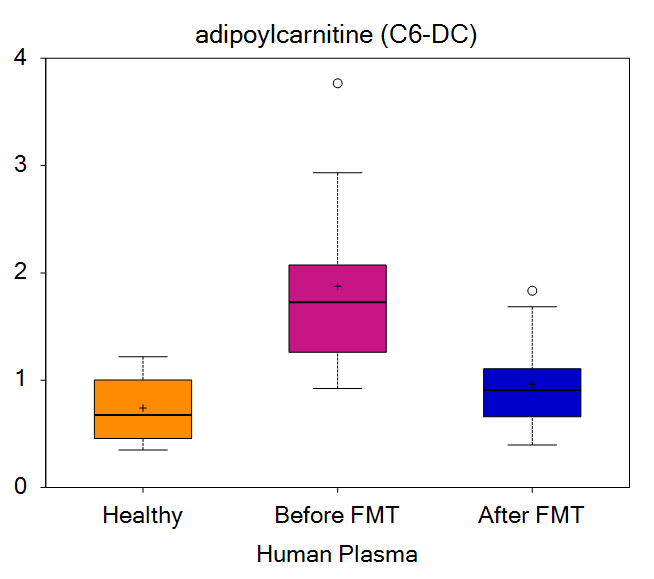 adipoylcarnitine (C6-DC)
4
3
2
1
0
Healthy Before FMT After FMT
Human Plasma